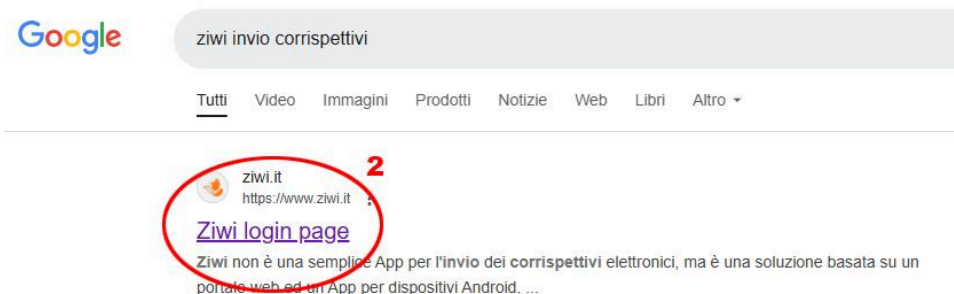 Google
ziwi invio corrispettivi
Tutti Video Immagini Prodotti Notizie Web Libri Altro
2
ziwi.it
https://www.ziwi.it
Ziwi login page
Ziwi non è una semplice App per l'invio dei corrispettivi elettronici, ma è una soluzione basata su un
portale web ed un App per dispositivi Android, ...